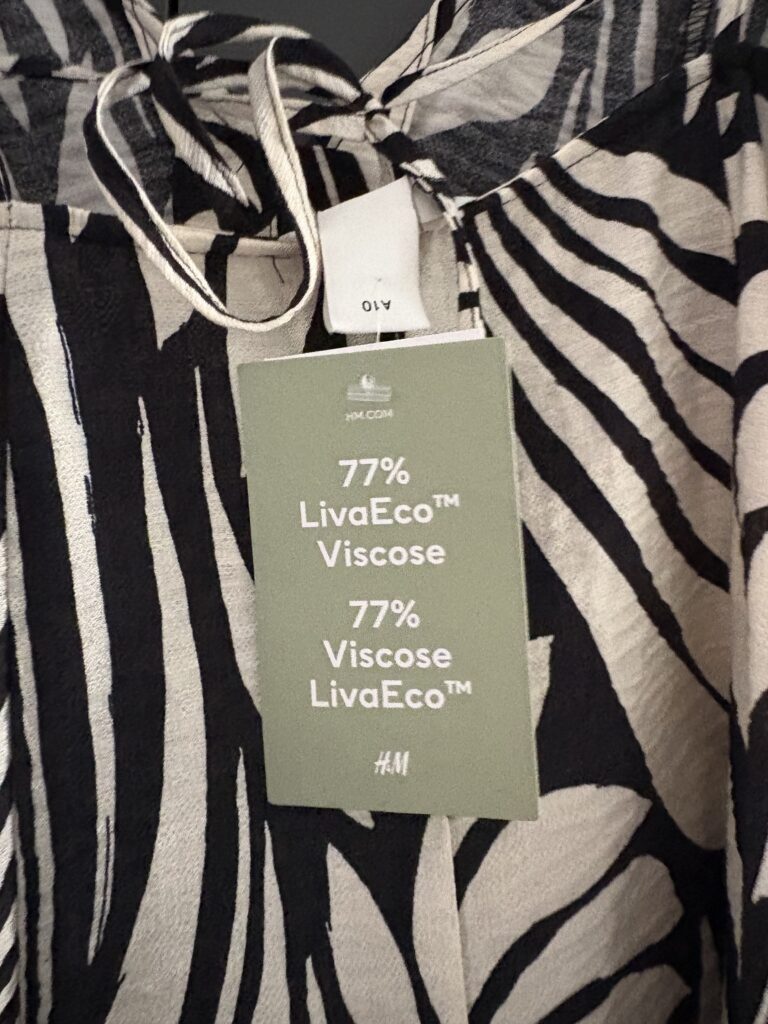 A10
HM.COM
77%
LivaEco™
Viscose
77%
Viscose
LivaEco™
H&M